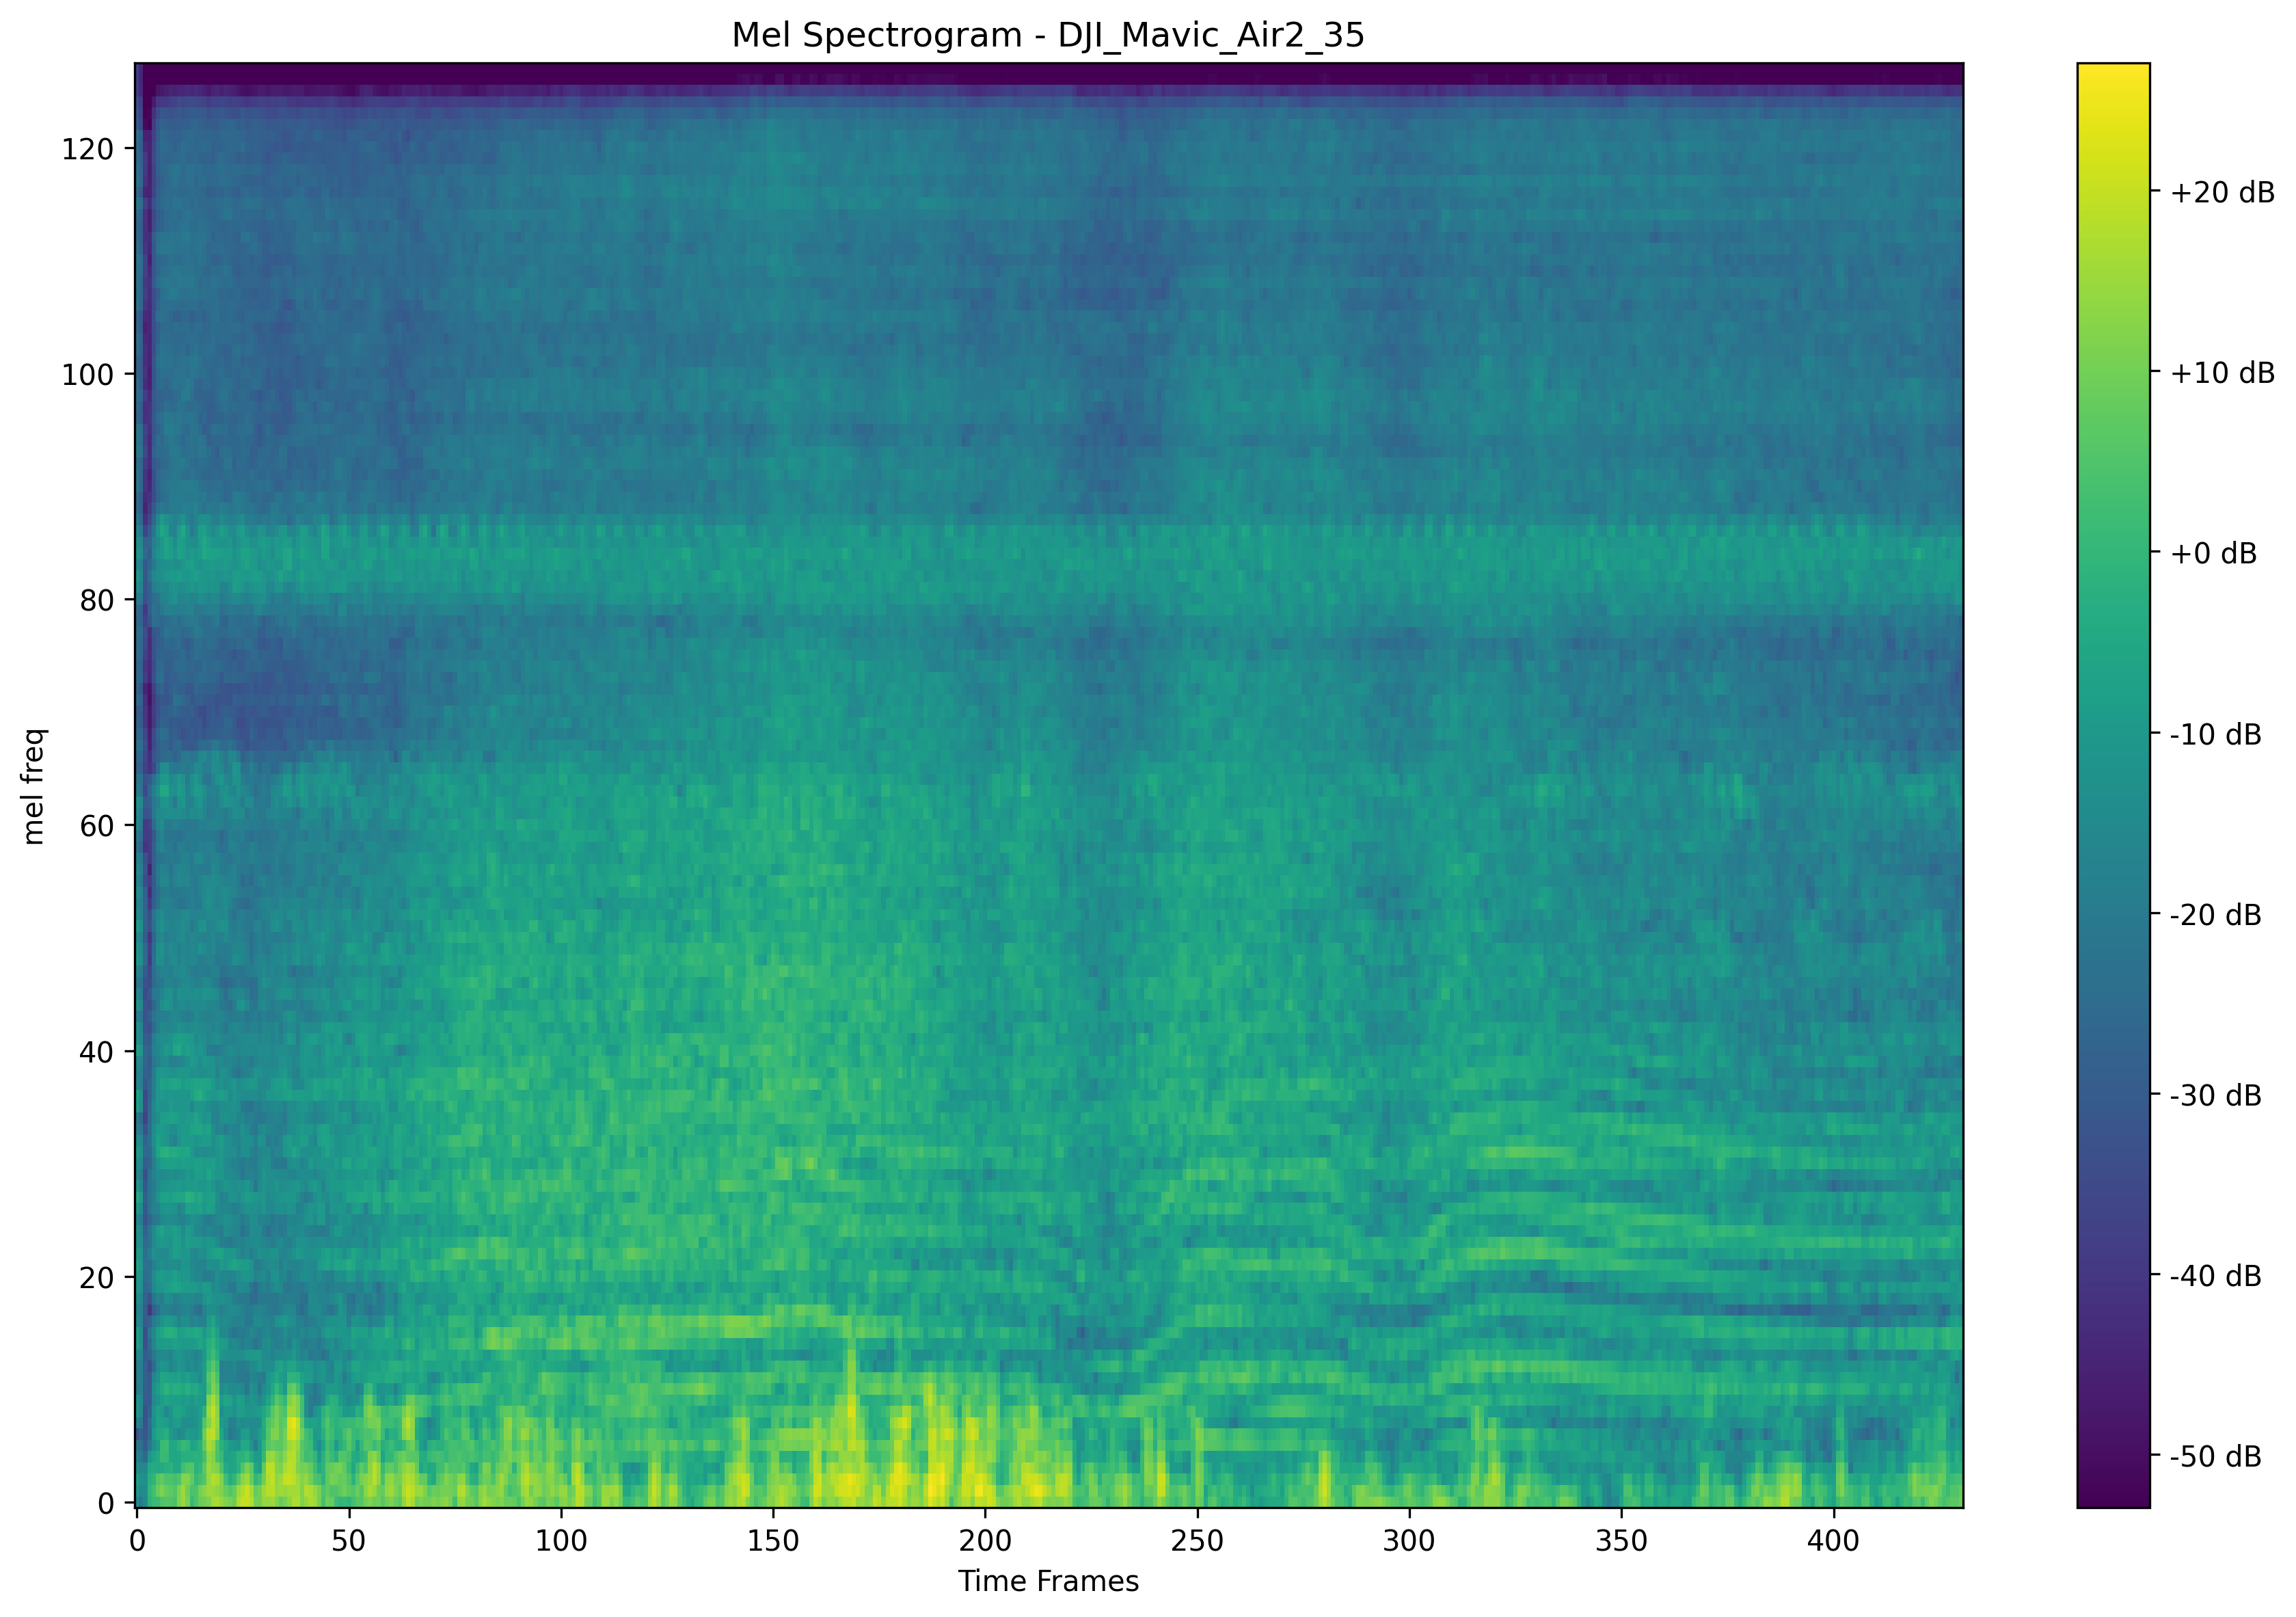 Mel Spectrogram - DJI_Mavic_Air2_35
mel freq
120
100
80
60
40
20
0
0 50 100 150 200 250 300 350 400
Time Frames
+20 dB
+10 dB
+0 dB
-10 dB
-20 dB
-30 dB
-40 dB
-50 dB